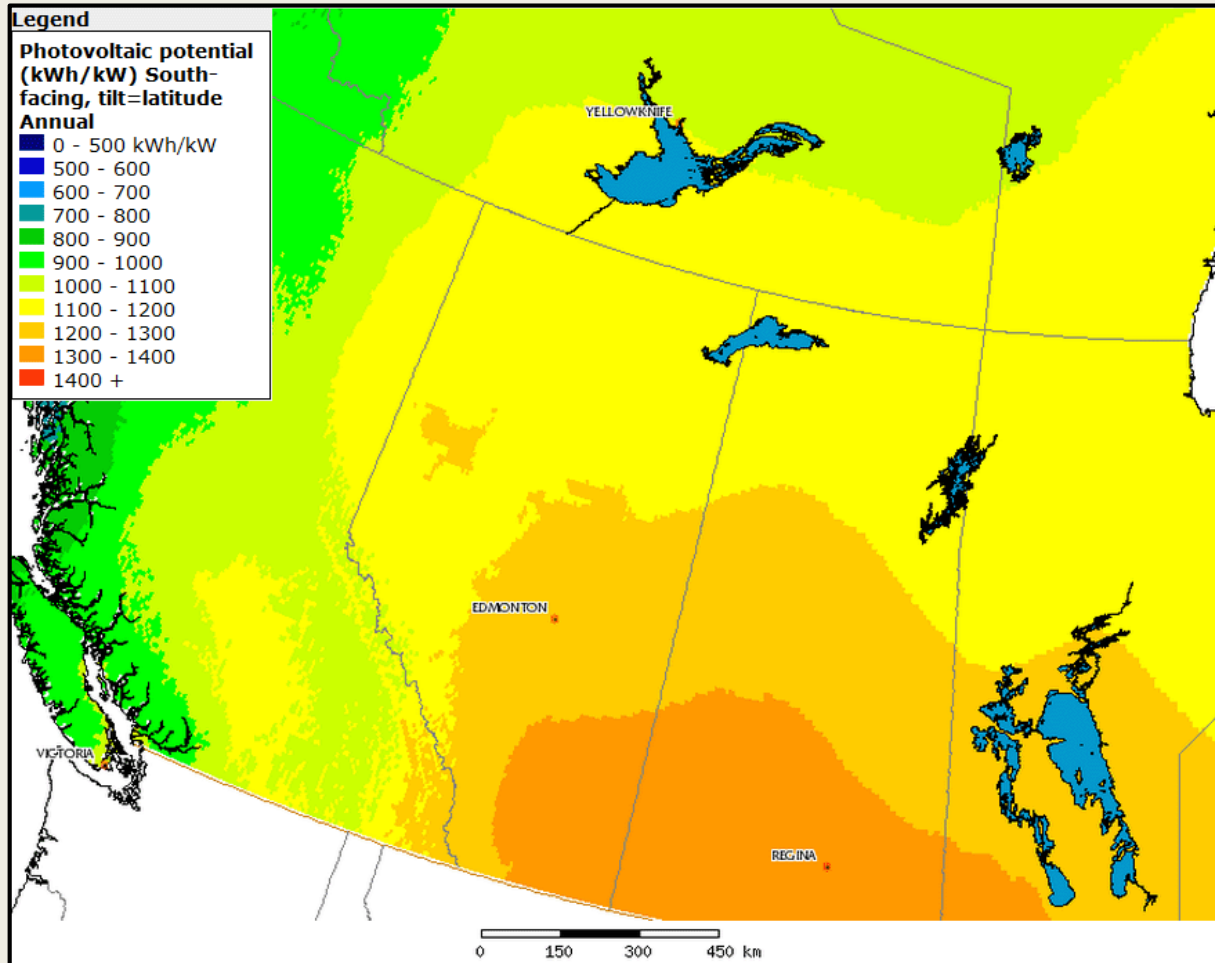 Legend
Photovoltaic potential
(kWh/kW) South-
facing, tilt=latitude
Annual
0 - 500 kWh/kW
500 - 600
600 - 700
700 - 800
800 - 900
900 - 1000
1000 - 1100
1100 - 1200
1200 - 1300
1300 - 1400
1400 +
YELLOWKNIFE
EDMONTON
VICTORIA
REGINA
0 150 300 450 km